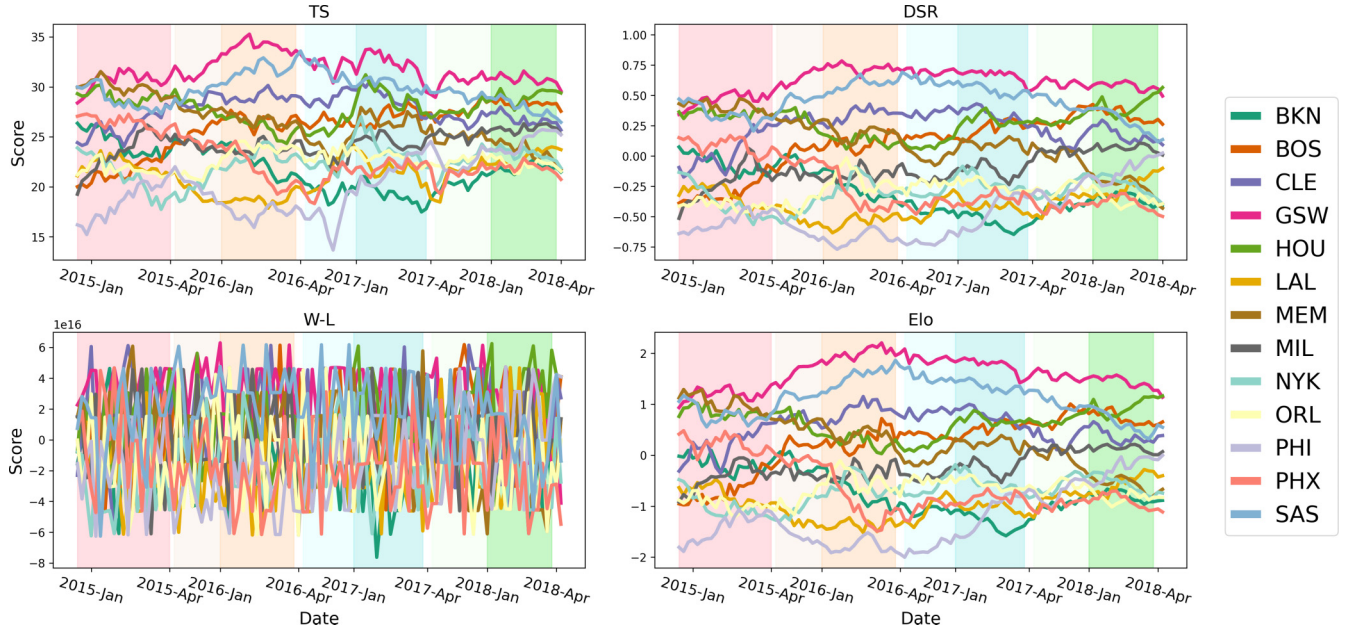 TS
DSR
35
30
25
20
15
Score
1.00
0.75
0.50
0.25
0.00
−0.25
−0.50
−0.75
2015-Jan
2015-Apr
2016-Jan
2016-Apr
2017-Jan
2017-Apr
2018-Jan
2018-Apr
2015-Jan
2015-Apr
2016-Jan
2016-Apr
2017-Jan
2017-Apr
2018-Jan
2018-Apr
1e16
W-L
Elo
6
4
2
0
−2
−4
−6
−8
Score
2
1
0
−1
−2
2015-Jan
2015-Apr
2016-Jan
2016-Apr
2017-Jan
2017-Apr
2018-Jan
2018-Apr
Date
2015-Jan
2015-Apr
2016-Jan
2016-Apr
2017-Jan
2017-Apr
2018-Jan
2018-Apr
Date
BKN
BOS
CLE
GSW
HOU
LAL
MEM
MIL
NYK
ORL
PHI
PHX
SAS